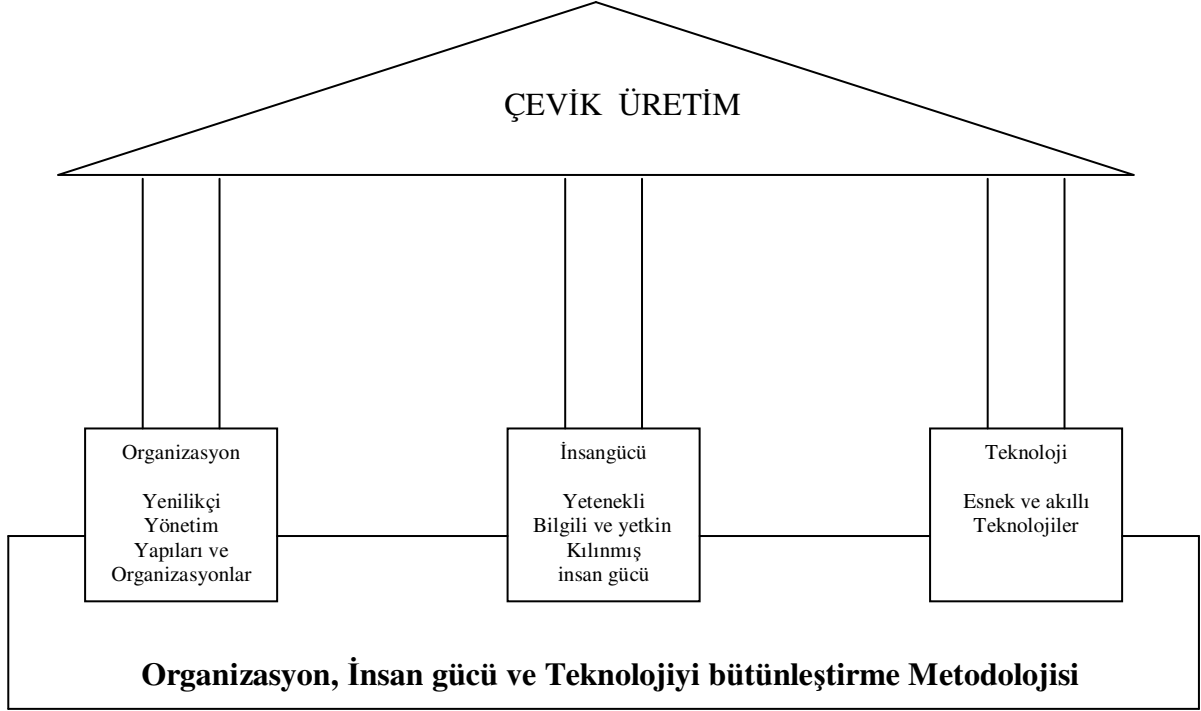 ÇEVİK ÜRETİM
Organizasyon
Yenilikçi
Yönetim
Yapıları ve
Organizasyonlar
İnsangücü
Yetenekli
Bilgili ve yetkin
Kılınmış
insan gücü
Teknoloji
Esnek ve akıllı
Teknolojiler
Organizasyon, İnsan gücü ve Teknolojiyi bütünleştirme Metodolojisi